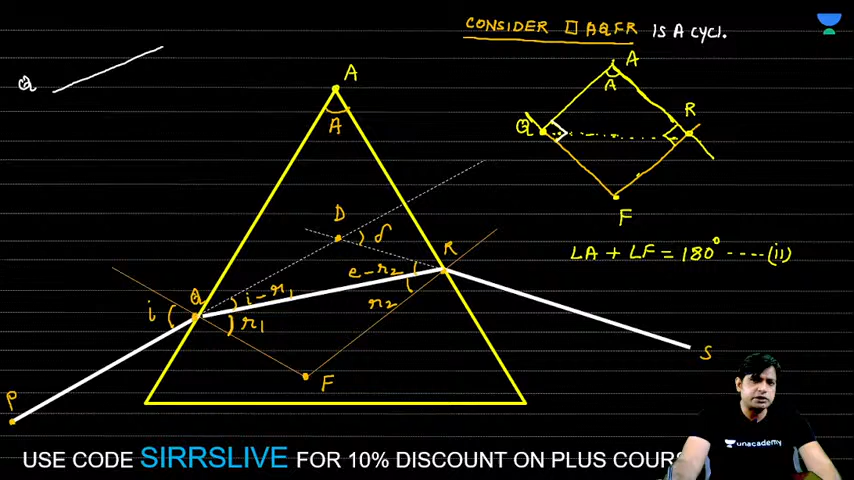 CONSIDER □ AQFR IS A CYCL.
Q
A
A
A
A
Q
R
F
D
δ
R
e-r2
i-r1
r2
Q
i
r1
∠A + ∠F = 180° ----(ii)
F
S
P
unacademy
USE CODE SIRRSLIVE FOR 10% DISCOUNT ON PLUS COURS